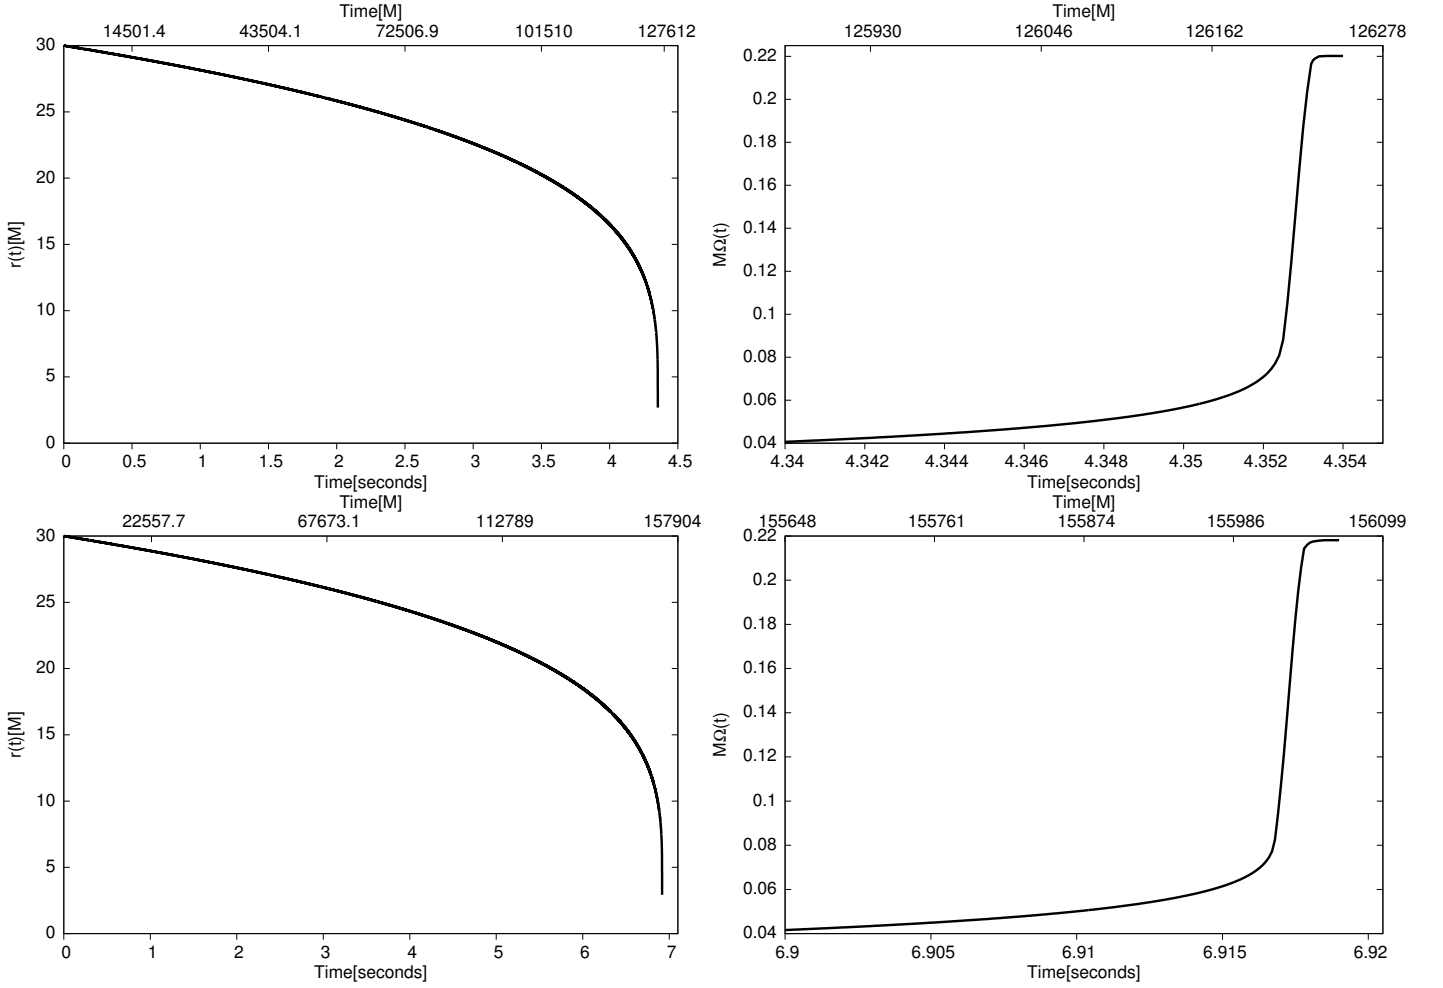 Time[M]
14501.4 43504.1 72506.9 101510 127612
30
25
20
15
10
5
0
r(t)[M]
0 0.5 1 1.5 2 2.5 3 3.5 4 4.5
Time[seconds]
Time[M]
125930 126046 126162 126278
0.22
0.2
0.18
0.16
0.14
0.12
0.1
0.08
0.06
0.04
MΩ(t)
4.34 4.342 4.344 4.346 4.348 4.35 4.352 4.354
Time[seconds]
Time[M]
22557.7 67673.1 112789 157904
30
25
20
15
10
5
0
r(t)[M]
0 1 2 3 4 5 6 7
Time[seconds]
Time[M]
155648 155761 155874 155986 156099
0.22
0.2
0.18
0.16
0.14
0.12
0.1
0.08
0.06
0.04
MΩ(t)
6.9 6.905 6.91 6.915 6.92
Time[seconds]